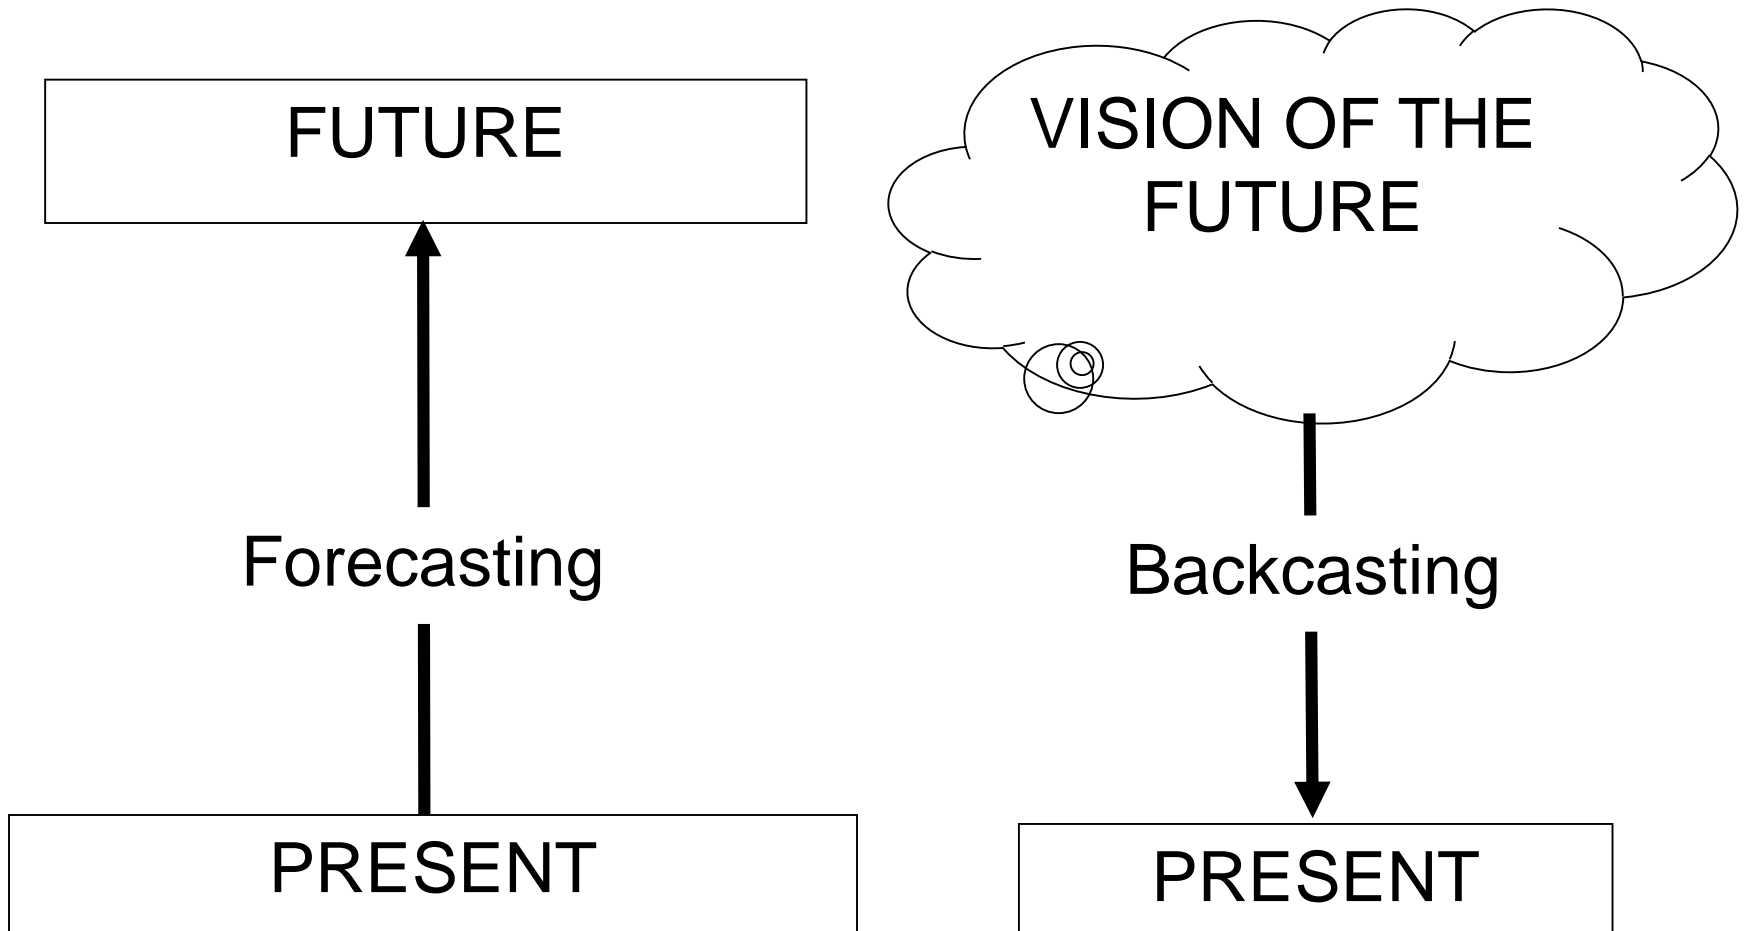 FUTURE
Forecasting
PRESENT
VISION OF THE
FUTURE
Backcasting
PRESENT